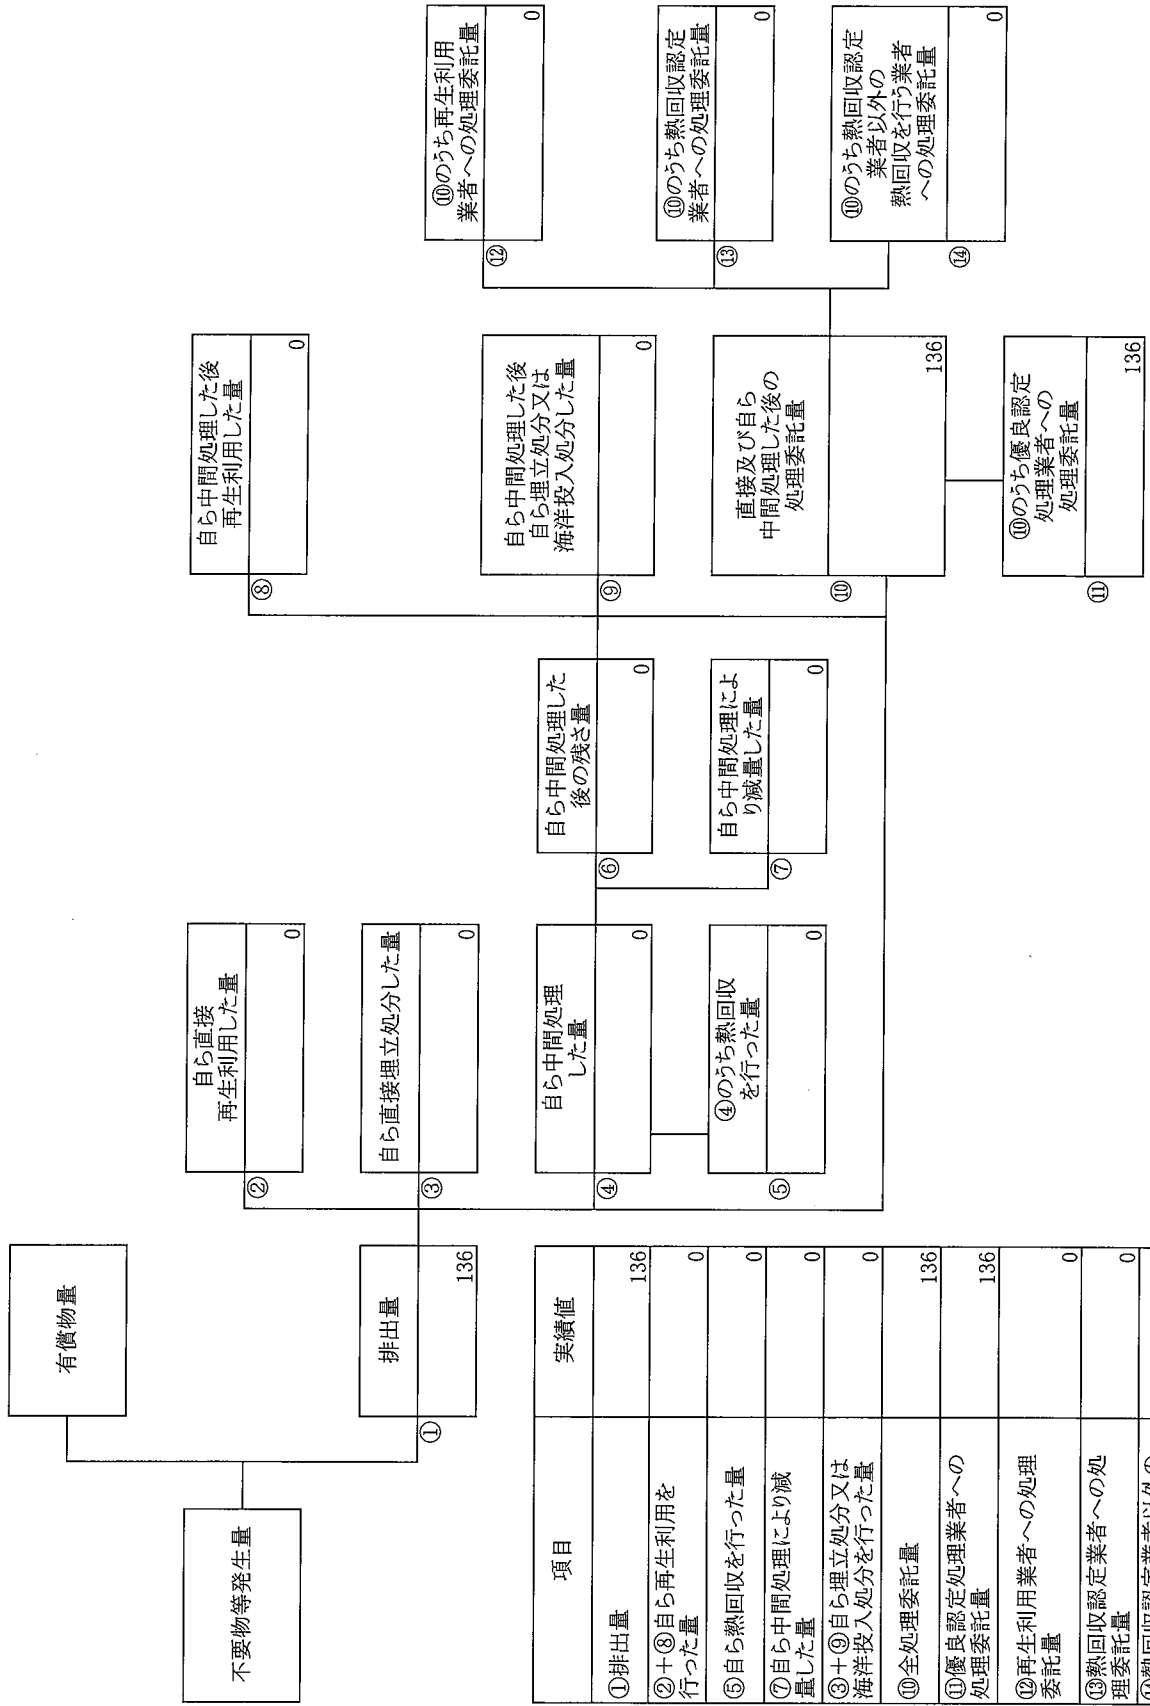 不要物等発生量
有償物量
①
排出量
136
②
自ら直接
再生利用した量
0
③
自ら直接埋立処分した量
0
④
自ら中間処理
した量
0
⑤
④のうち熱回収
を行った量
0
⑥
自ら中間処理した
後の残さ量
0
⑦
自ら中間処理によ
り減量した量
0
⑧
自ら中間処理した後
再生利用した量
0
⑨
自ら中間処理した後
自ら埋立処分又は
海洋投入処分した量
0
⑩
直接及び自ら
中間処理した後の
処理委託量
136
⑪
⑩のうち優良認定
処理業者への
処理委託量
136
⑫
⑩のうち再生利用
業者への処理委託量
0
⑬
⑩のうち熱回収認定
業者への処理委託量
0
⑭
⑩のうち熱回収認定
業者以外の
熱回収を行う業者
への処理委託量
0
項目
実績値
①排出量
136
②+⑧自ら再生利用を
行った量
0
⑤自ら熱回収を行った量
0
⑦自ら中間処理により減
量した量
0
③+⑨自ら埋立処分又は
海洋投入処分を行った量
0
⑩全処理委託量
136
⑪優良認定処理業者への
処理委託量
136
⑫再生利用業者への処理
委託量
0
⑬熱回収認定業者への処
理委託量
0
⑭熱回収認定業者以外の